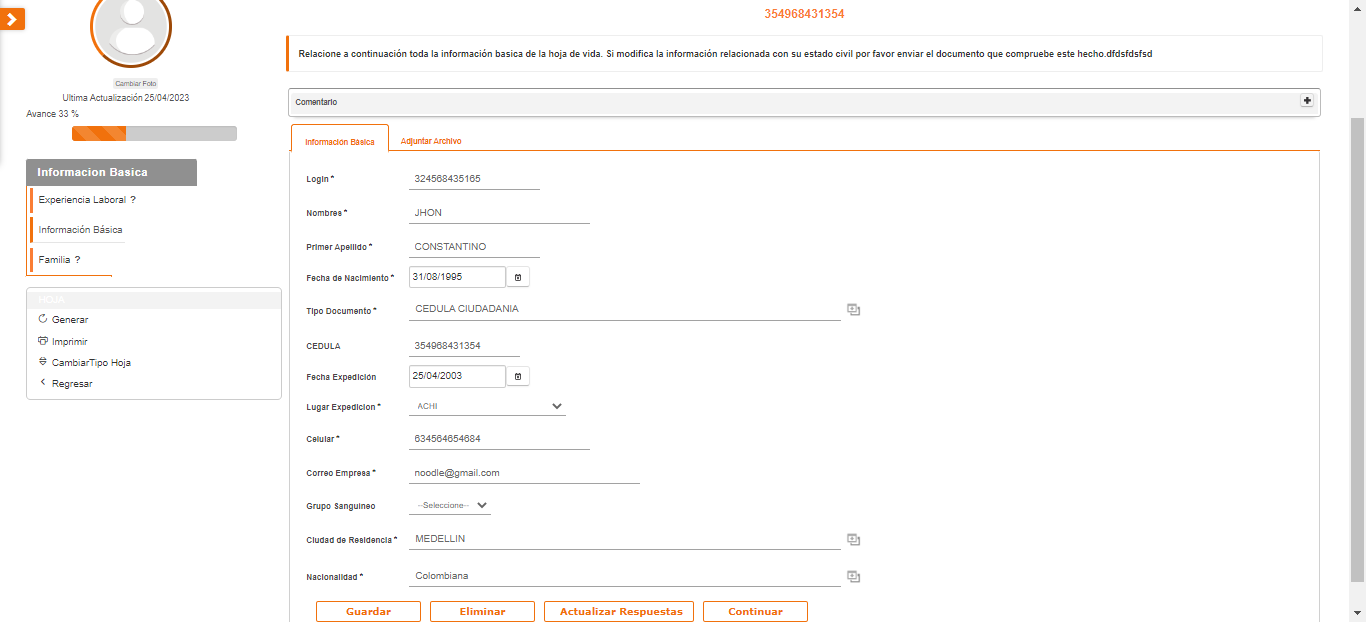 354968431354
Relacione a continuación toda la información basica de la hoja de vida. Si modifica la información relacionada con su estado civil por favor enviar el documento que compruebe este hecho.dfdsfdsfsd
Cambiar Foto
Ultima Actualización 25/04/2023
Avance 33 %
Informacion Basica
Experiencia Laboral ?
Información Básica
Familia ?
HOJA
Generar
Imprimir
CambiarTipo Hoja
Regresar
Comentario
Información Básica Adjuntar Archivo
Login * 324568435165
Nombres * JHON
Primer Apellido * CONSTANTINO
Fecha de Nacimiento * 31/08/1995
Tipo Documento * CEDULA CIUDADANIA
CEDULA 354968431354
Fecha Expedición 25/04/2003
Lugar Expedicion * ACHI
Celular * 634564654684
Correo Empresa * noodle@gmail.com
Grupo Sanguineo --Seleccione--
Ciudad de Residencia * MEDELLIN
Nacionalidad * Colombiana
Guardar Eliminar Actualizar Respuestas Continuar